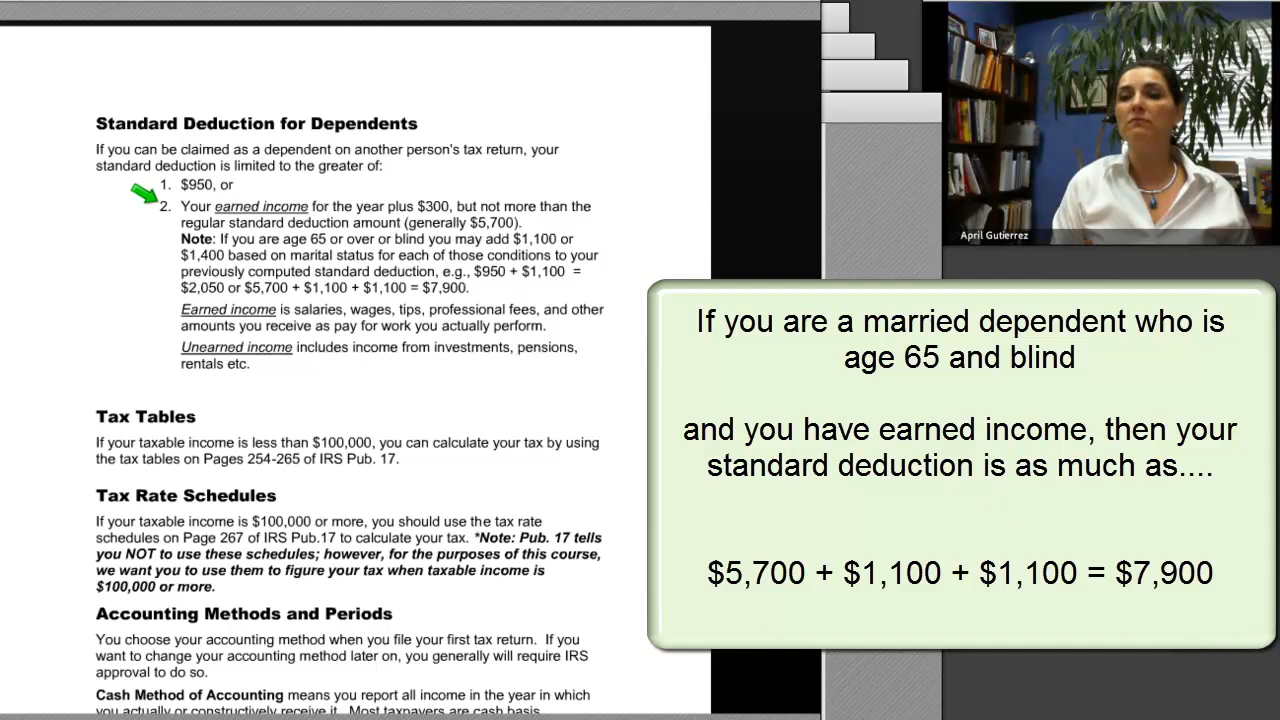 Standard Deduction for Dependents
If you can be claimed as a dependent on another person's tax return, your
standard deduction is limited to the greater of:
1. $950, or
2. Your earned income for the year plus $300, but not more than the
regular standard deduction amount (generally $5,700).
Note: If you are age 65 or over or blind you may add $1,100 or
$1,400 based on marital status for each of those conditions to your
previously computed standard deduction, e.g., $950 + $1,100 =
$2,050 or $5,700 + $1,100 + $1,100 = $7,900.
Earned income is salaries, wages, tips, professional fees, and other
amounts you receive as pay for work you actually perform.
Unearned income includes income from investments, pensions,
rentals etc.
Tax Tables
If your taxable income is less than $100,000, you can calculate your tax by using
the tax tables on Pages 254-265 of IRS Pub. 17.
Tax Rate Schedules
If your taxable income is $100,000 or more, you should use the tax rate
schedules on Page 267 of IRS Pub.17 to calculate your tax. *Note: Pub. 17 tells
you NOT to use these schedules; however, for the purposes of this course,
we want you to use them to figure your tax when taxable income is
$100,000 or more.
Accounting Methods and Periods
You choose your accounting method when you file your first tax return. If you
want to change your accounting method later on, you generally will require IRS
approval to do so.
Cash Method of Accounting means you report all income in the year in which
you actually or constructively receive it. Most taxpayers are cash basis
April Gutierrez
If you are a married dependent who is
age 65 and blind
and you have earned income, then your
standard deduction is as much as....
$5,700 + $1,100 + $1,100 = $7,900